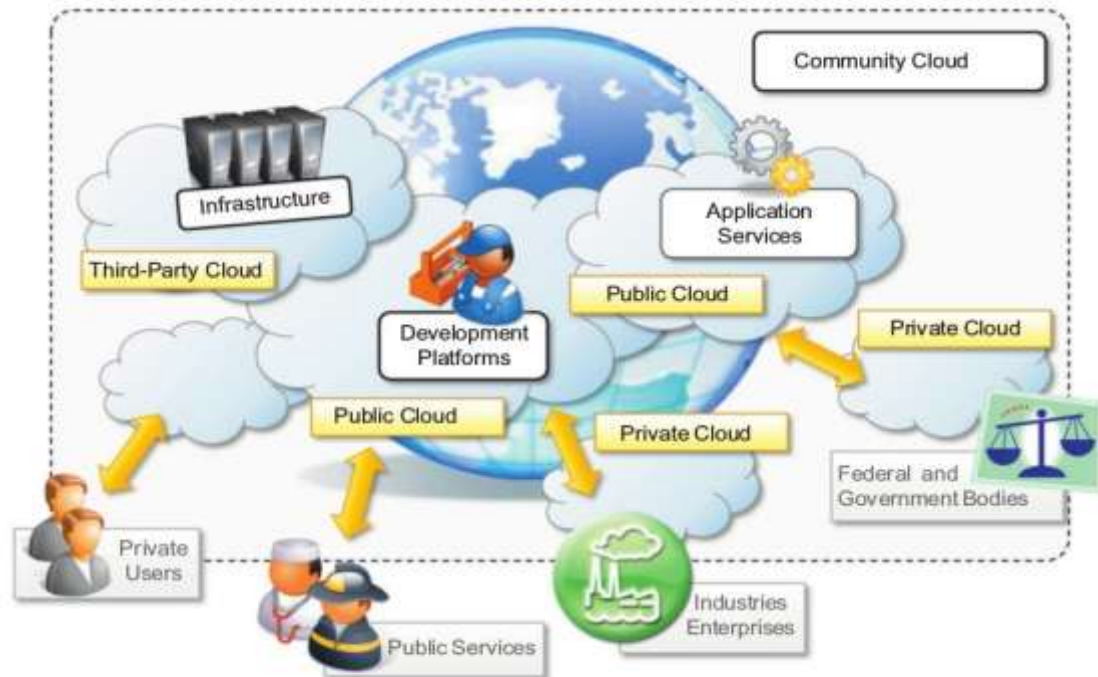 Community Cloud
Infrastructure
Application
Services
Third-Party Cloud
Public Cloud
Development
Platforms
Private Cloud
Public Cloud
Private Cloud
Federal and
Government Bodies
Private
Users
Industries
Enterprises
Public Services